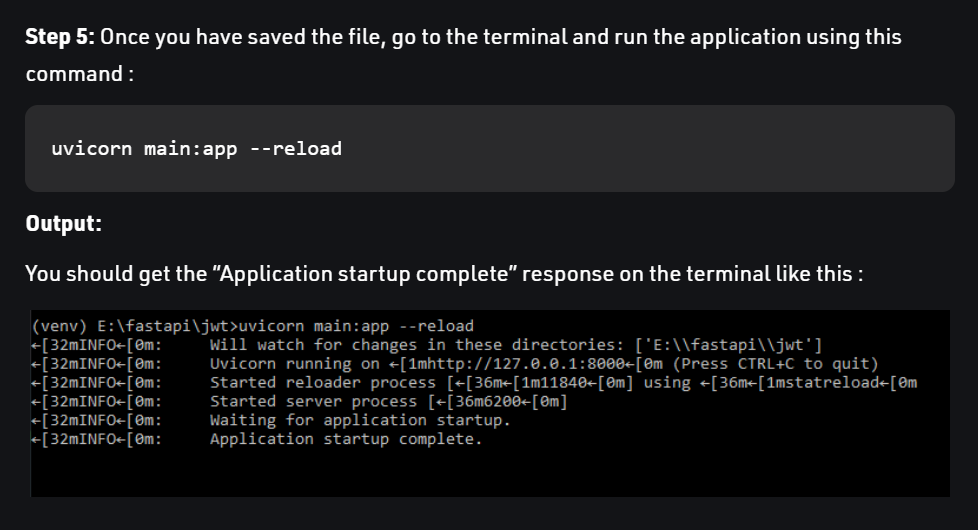 Step 5: Once you have saved the file, go to the terminal and run the application using this
command :
uvicorn main:app --reload
Output:
You should get the “Application startup complete” response on the terminal like this :
(venv) E:\fastapi\jwt>uvicorn main:app --reload
←[32mINFO←[0m:     Will watch for changes in these directories: ['E:\\fastapi\\jwt']
←[32mINFO←[0m:     Uvicorn running on ←[1mhttp://127.0.0.1:8000←[0m (Press CTRL+C to quit)
←[32mINFO←[0m:     Started reloader process [←[36m←[1m11840←[0m] using ←[36m←[1mstatreload←[0m
←[32mINFO←[0m:     Started server process [←[36m6200←[0m]
←[32mINFO←[0m:     Waiting for application startup.
←[32mINFO←[0m:     Application startup complete.